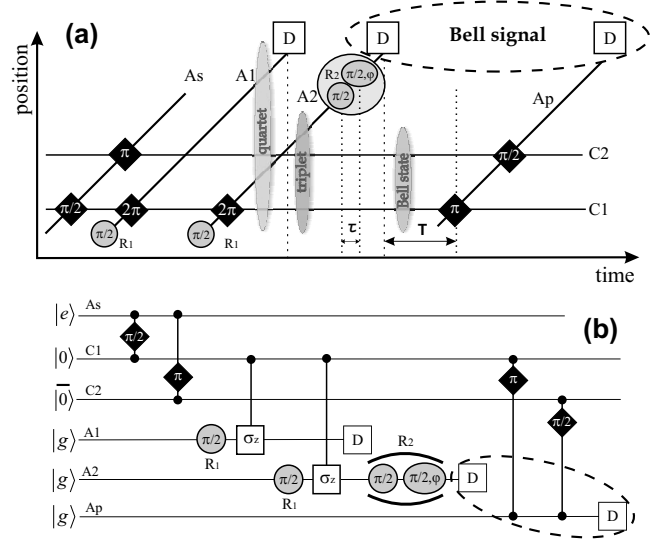 (a)
position
As
A1
D
D
D
Bell signal
R₂
π/2,φ
π/2
A2
Ap
quartet
triplet
Bell state
π
π/2
C2
π/2
2π
2π
π
C1
π/2
R₁
π/2
R₁
τ
T
time
(b)
|e⟩ As
π/2
|0⟩ C1
π
π
|0̅⟩ C2
π/2
|g⟩ A1
π/2
σz
D
R₁
R₂
|g⟩ A2
π/2
σz
π/2
π/2,φ
D
R₁
|g⟩ Ap
D